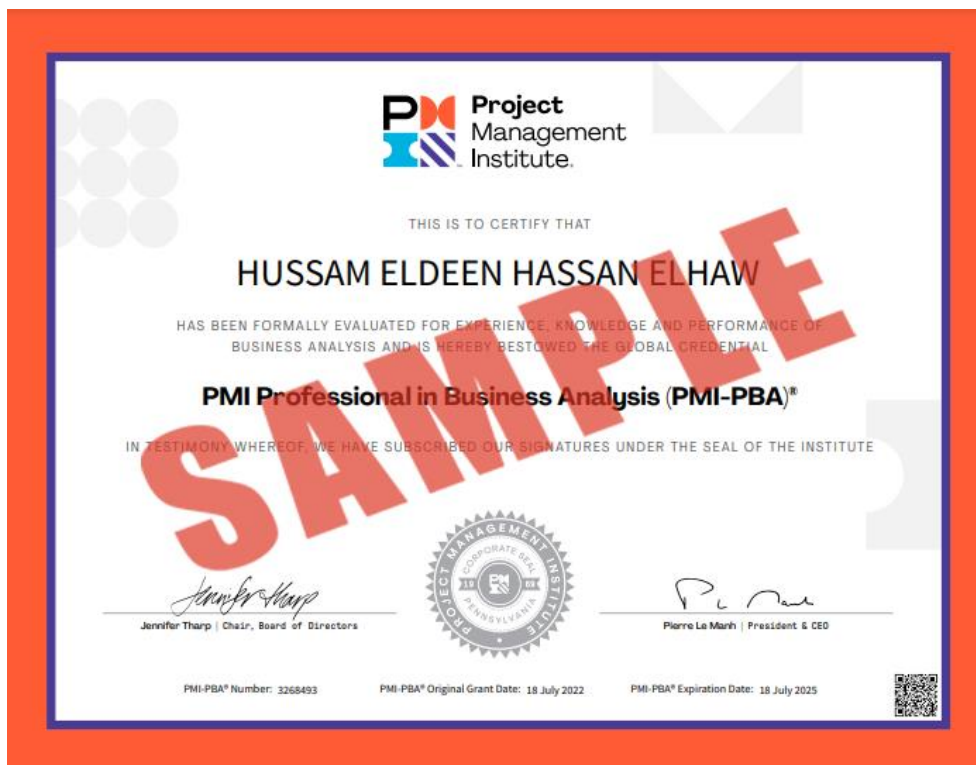 Project
Management
Institute.
THIS IS TO CERTIFY THAT
HUSSAM ELDEEN HASSAN ELHAW
HAS BEEN FORMALLY EVALUATED FOR EXPERIENCE, KNOWLEDGE AND PERFORMANCE OF
BUSINESS ANALYSIS AND IS HEREBY BESTOWED THE GLOBAL CREDENTIAL
PMI Professional in Business Analysis (PMI-PBA)®
IN TESTIMONY WHEREOF, WE HAVE SUBSCRIBED OUR SIGNATURES UNDER THE SEAL OF THE INSTITUTE
SAMPLE
PROJECT MANAGEMENT INSTITUTE
CORPORATE SEAL
19 69
PENNSYLVANIA
Jennifer Tharp
Jennifer Tharp | Chair, Board of Directors
Pierre Le Manh | President & CEO
PMI-PBA® Number: 3268493 PMI-PBA® Original Grant Date: 18 July 2022 PMI-PBA® Expiration Date: 18 July 2025